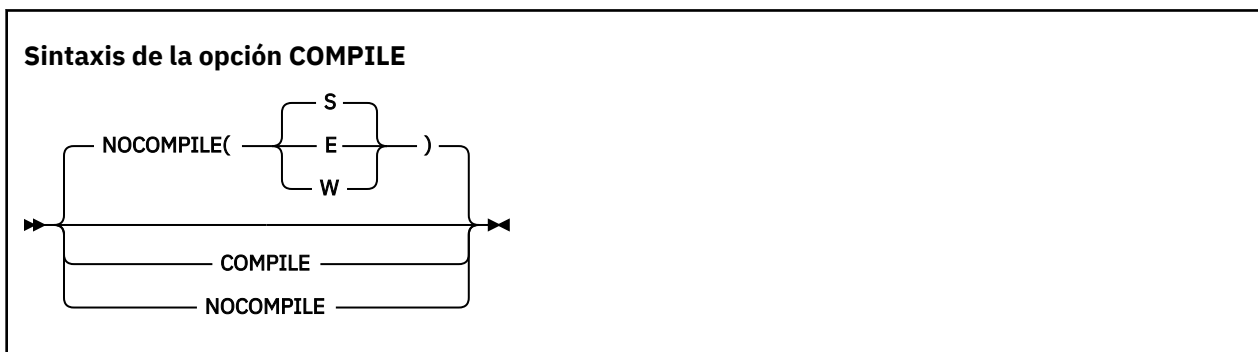 Sintaxis de la opción COMPILE
S
NOCOMPILE( E )
W
COMPILE
NOCOMPILE